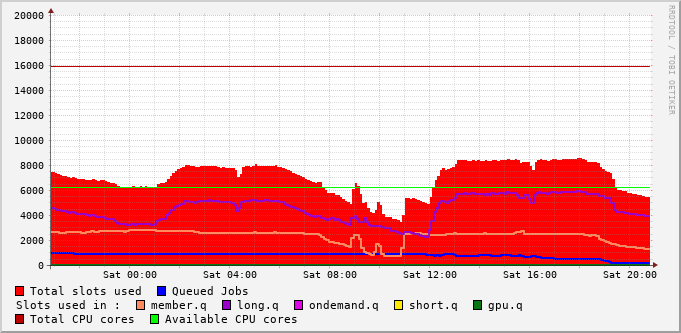 20000
18000
16000
14000
12000
10000
8000
6000
4000
2000
0
Sat 00:00 Sat 04:00 Sat 08:00 Sat 12:00 Sat 16:00 Sat 20:00
RRDTOOL / TOBI OETIKER
Total slots used Queued Jobs
Slots used in : member.q long.q ondemand.q short.q gpu.q
Total CPU cores Available CPU cores